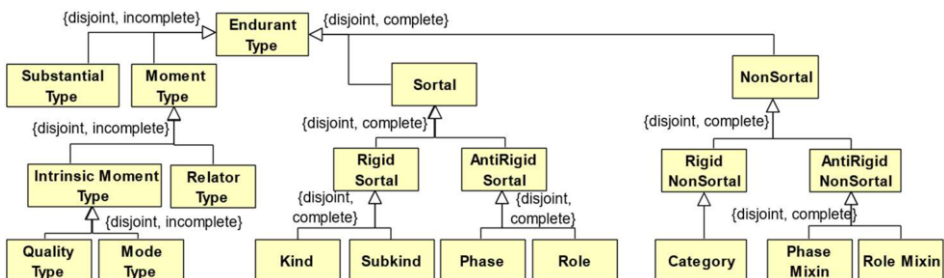 {disjoint, incomplete}
Endurant
Type
{disjoint, complete}
Substantial
Type
Moment
Type
Sortal
NonSortal
{disjoint, incomplete}
{disjoint, complete}
{disjoint, complete}
Intrinsic Moment
Type
Relator
Type
Rigid
Sortal
AntiRigid
Sortal
Rigid
NonSortal
AntiRigid
NonSortal
{disjoint, incomplete}
{disjoint,
complete}
{disjoint,
complete}
{disjoint, complete}
Quality
Type
Mode
Type
Kind
Subkind
Phase
Role
Category
Phase
Mixin
Role Mixin